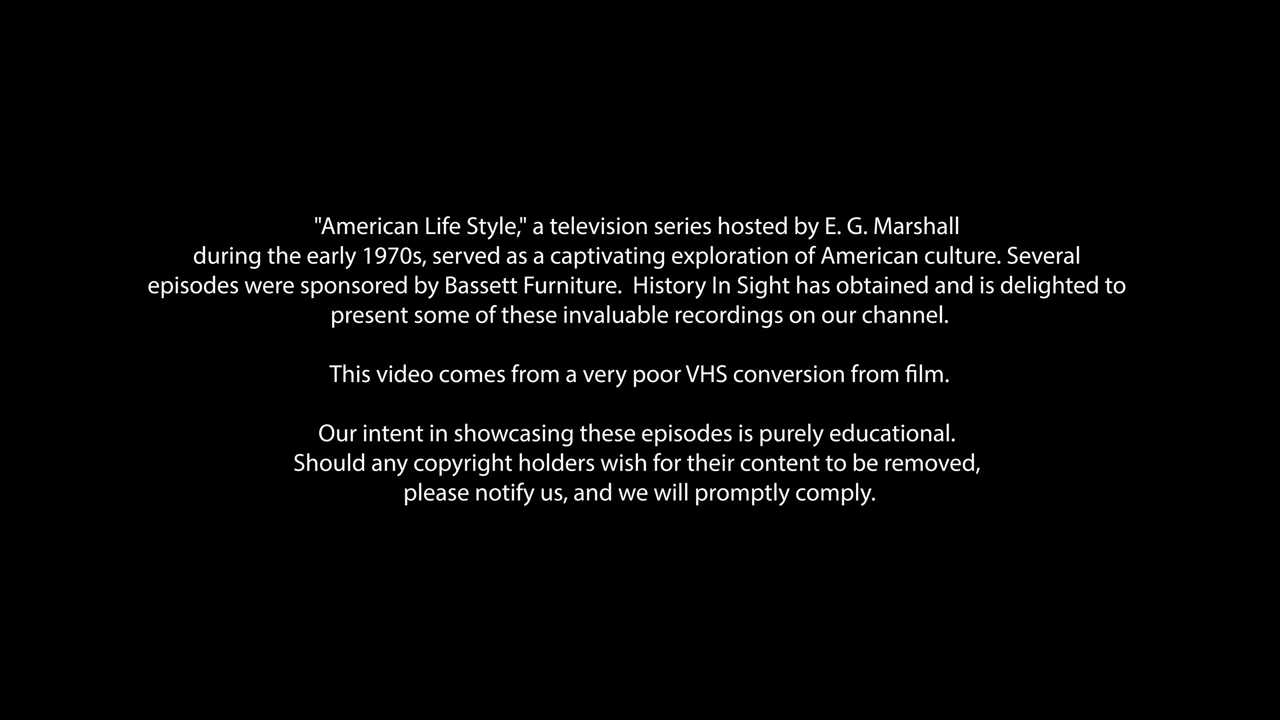 "American Life Style," a television series hosted by E. G. Marshall
during the early 1970s, served as a captivating exploration of American culture. Several
episodes were sponsored by Bassett Furniture.  History In Sight has obtained and is delighted to
present some of these invaluable recordings on our channel.
This video comes from a very poor VHS conversion from film.
Our intent in showcasing these episodes is purely educational.
Should any copyright holders wish for their content to be removed,
please notify us, and we will promptly comply.